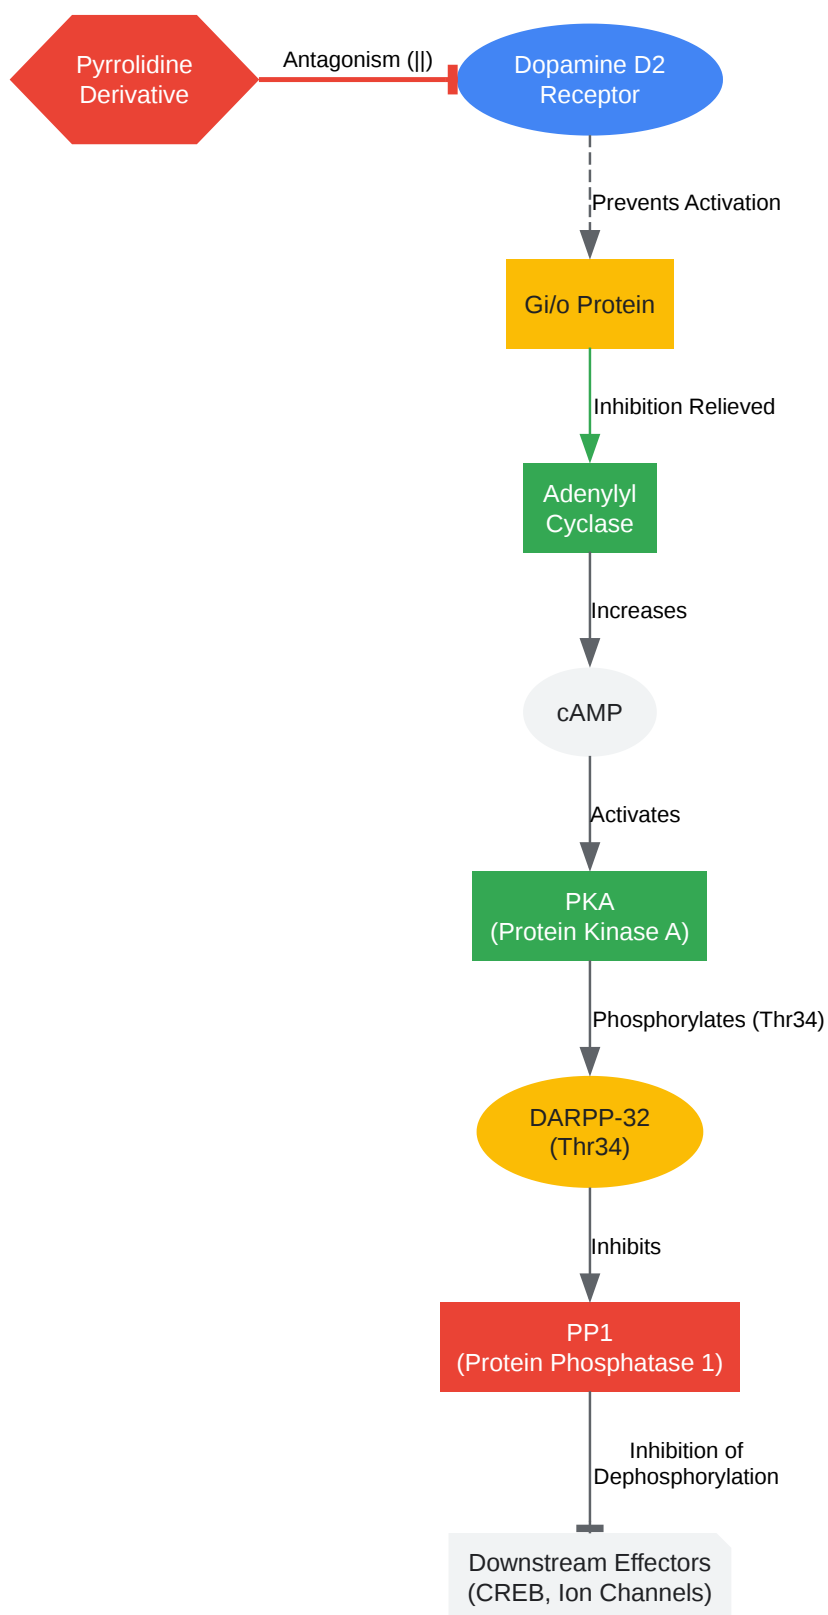 Pyrrolidine
Derivative
Antagonism (||)
Dopamine D2
Receptor
Prevents Activation
Gi/o Protein
Inhibition Relieved
Adenylyl
Cyclase
Increases
cAMP
Activates
PKA
(Protein Kinase A)
Phosphorylates (Thr34)
DARPP-32
(Thr34)
Inhibits
PP1
(Protein Phosphatase 1)
Inhibition of
Dephosphorylation
Downstream Effectors
(CREB, Ion Channels)